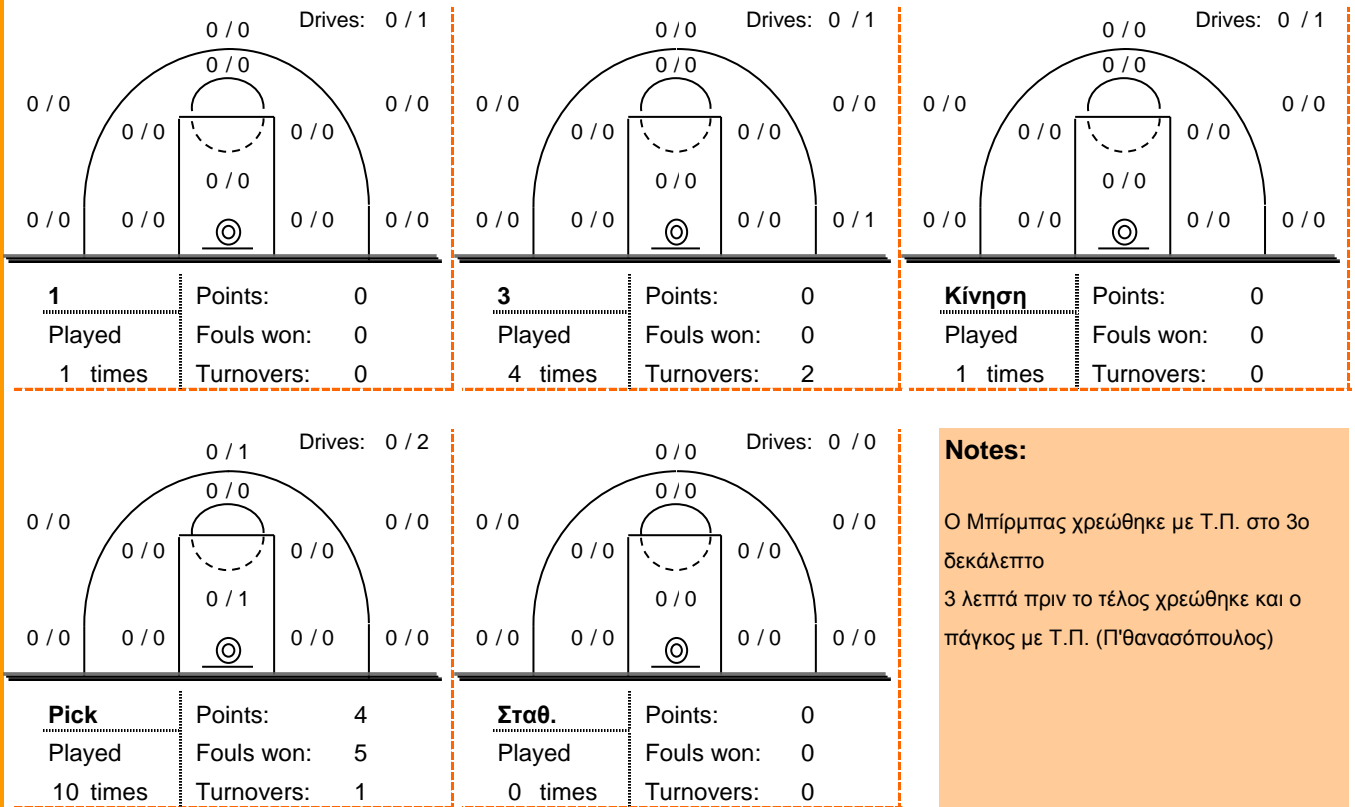 0 / 0 Drives: 0 / 1
0 / 0
0 / 0 0 / 0
0 / 0 0 / 0
0 / 0
0 / 0 0 / 0 0 / 0 0 / 0
1 Points: 0
Played Fouls won: 0
1 times Turnovers: 0
0 / 0 Drives: 0 / 1
0 / 0
0 / 0 0 / 0
0 / 0 0 / 0
0 / 0
0 / 0 0 / 0 0 / 0 0 / 1
3 Points: 0
Played Fouls won: 0
4 times Turnovers: 2
0 / 0 Drives: 0 / 1
0 / 0
0 / 0 0 / 0
0 / 0 0 / 0
0 / 0
0 / 0 0 / 0 0 / 0 0 / 0
Κίνηση Points: 0
Played Fouls won: 0
1 times Turnovers: 0
0 / 1 Drives: 0 / 2
0 / 0
0 / 0 0 / 0
0 / 0 0 / 0
0 / 1
0 / 0 0 / 0 0 / 0 0 / 0
Pick Points: 4
Played Fouls won: 5
10 times Turnovers: 1
0 / 0 Drives: 0 / 0
0 / 0
0 / 0 0 / 0
0 / 0 0 / 0
0 / 0
0 / 0 0 / 0 0 / 0 0 / 0
Σταθ. Points: 0
Played Fouls won: 0
0 times Turnovers: 0
Notes:
Ο Μπίρμπας χρεώθηκε με Τ.Π. στο 3ο
δεκάλεπτο
3 λεπτά πριν το τέλος χρεώθηκε και ο
πάγκος με Τ.Π. (Π'θανασόπουλος)